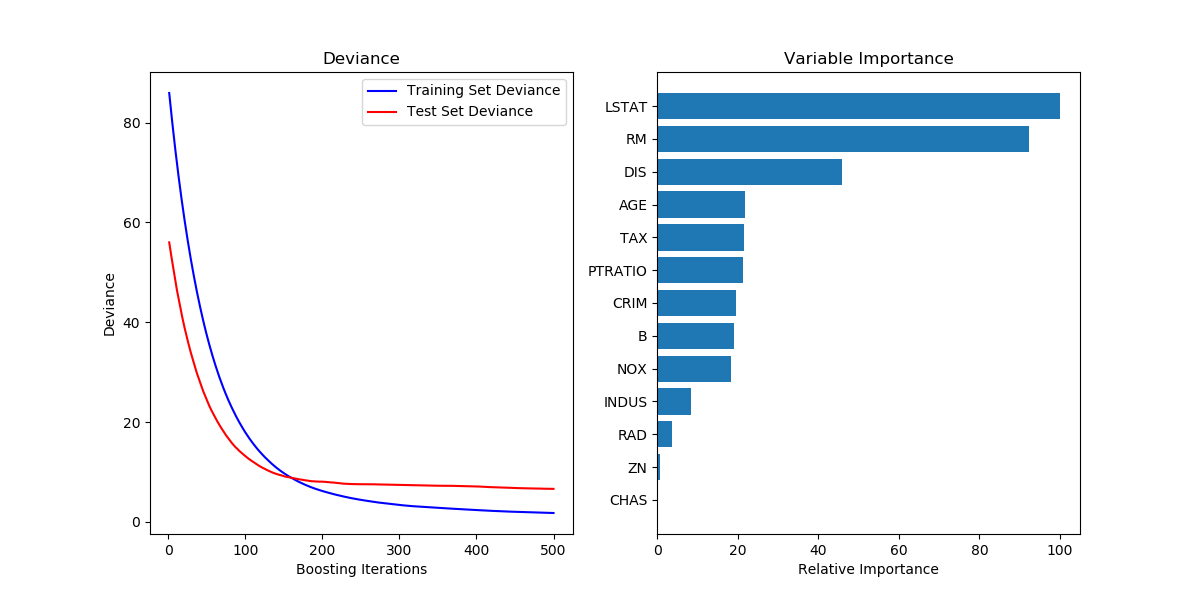 Deviance
Training Set Deviance
Test Set Deviance
Deviance
80
60
40
20
0
0 100 200 300 400 500
Boosting Iterations
Variable Importance
LSTAT
RM
DIS
AGE
TAX
PTRATIO
CRIM
B
NOX
INDUS
RAD
ZN
CHAS
0 20 40 60 80 100
Relative Importance